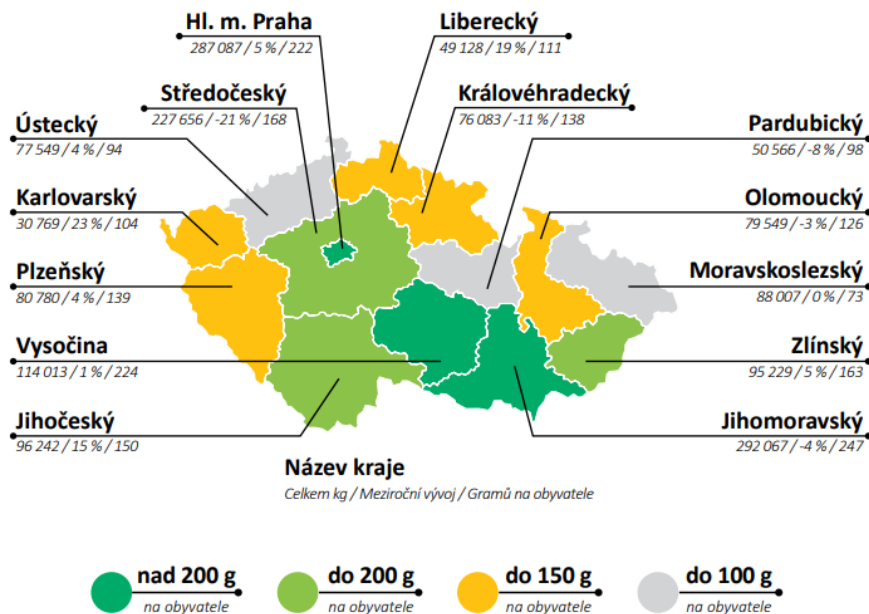 Hl. m. Praha
287 087 / 5 % / 222
Liberecký
49 128 / 19 % / 111
Středočeský
227 656 / -21 % / 168
Královéhradecký
76 083 / -11 % / 138
Ústecký
77 549 / 4 % / 94
Pardubický
50 566 / -8 % / 98
Karlovarský
30 769 / 23 % / 104
Olomoucký
79 549 / -3 % / 126
Plzeňský
80 780 / 4 % / 139
Moravskoslezský
88 007 / 0 % / 73
Vysočina
114 013 / 1 % / 224
Zlínský
95 229 / 5 % / 163
Jihočeský
96 242 / 15 % / 150
Jihomoravský
292 067 / -4 % / 247
Název kraje
Celkem kg / Meziroční vývoj / Gramů na obyvatele
nad 200 g
na obyvatele
do 200 g
na obyvatele
do 150 g
na obyvatele
do 100 g
na obyvatele